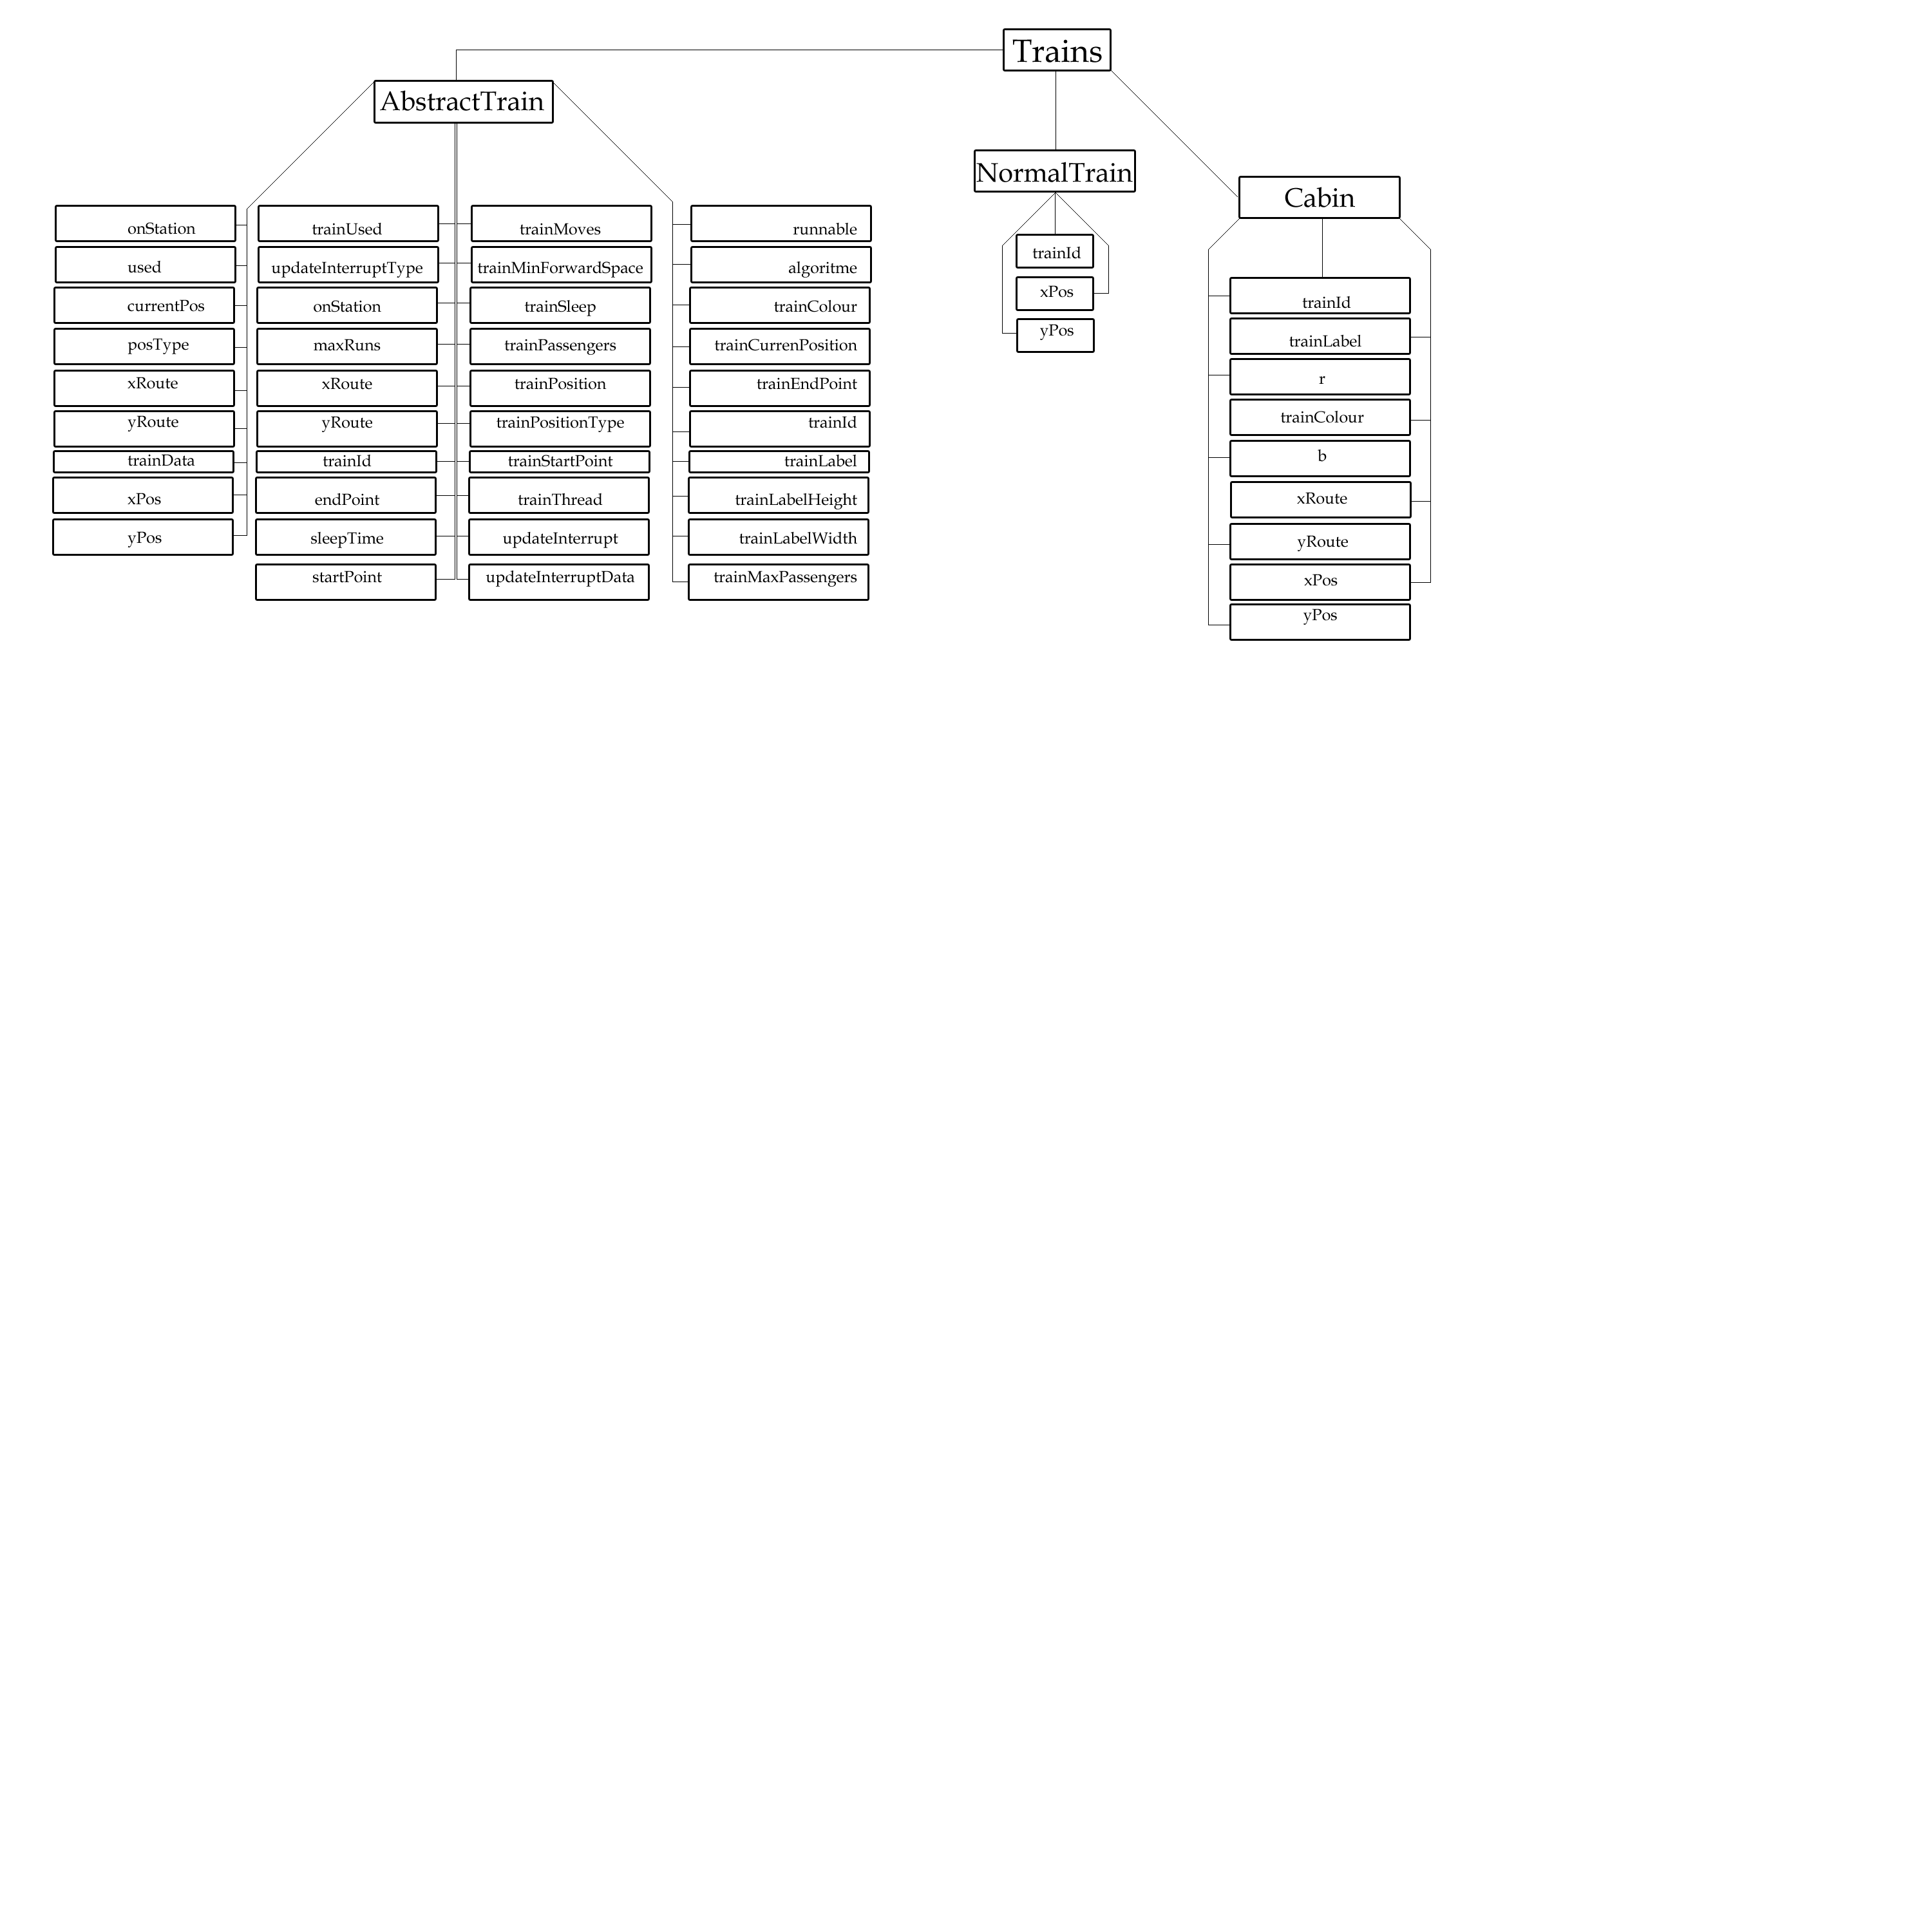 Trains
AbstractTrain
NormalTrain
Cabin
onStation
used
currentPos
posType
xRoute
yRoute
trainData
xPos
yPos
trainUsed
updateInterruptType
onStation
maxRuns
xRoute
yRoute
trainId
endPoint
sleepTime
startPoint
trainMoves
trainMinForwardSpace
trainSleep
trainPassengers
trainPosition
trainPositionType
trainStartPoint
trainThread
updateInterrupt
updateInterruptData
runnable
algoritme
trainColour
trainCurrenPosition
trainEndPoint
trainId
trainLabel
trainLabelHeight
trainLabelWidth
trainMaxPassengers
trainId
xPos
yPos
trainId
trainLabel
r
trainColour
b
xRoute
yRoute
xPos
yPos